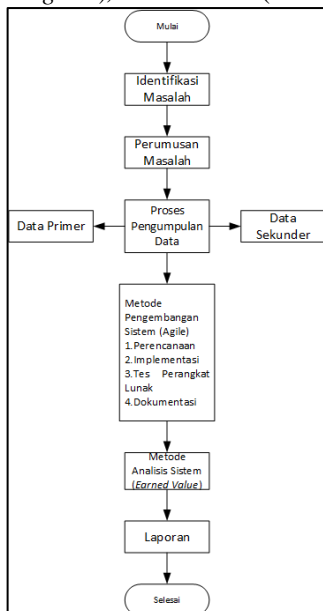 Mulai
Identifikasi
Masalah
Perumusan
Masalah
Data Primer
Proses
Pengumpulan
Data
Data
Sekunder
Metode
Pengembangan
Sistem (Agile)
1.Perencanaan
2.Implementasi
3.Tes Perangkat
Lunak
4.Dokumentasi
Metode
Analisis Sistem
(Earned Value)
Laporan
Selesai